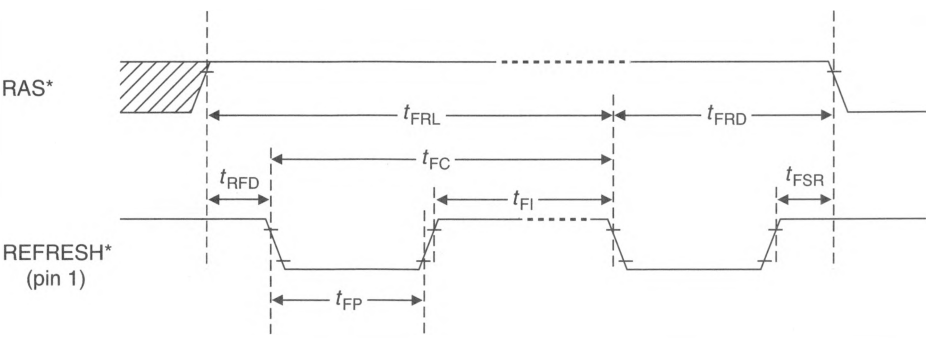 RAS*
tFRL
tFRD
tFC
tRFD
tFSR
tFI
REFRESH*
(pin 1)
tFP